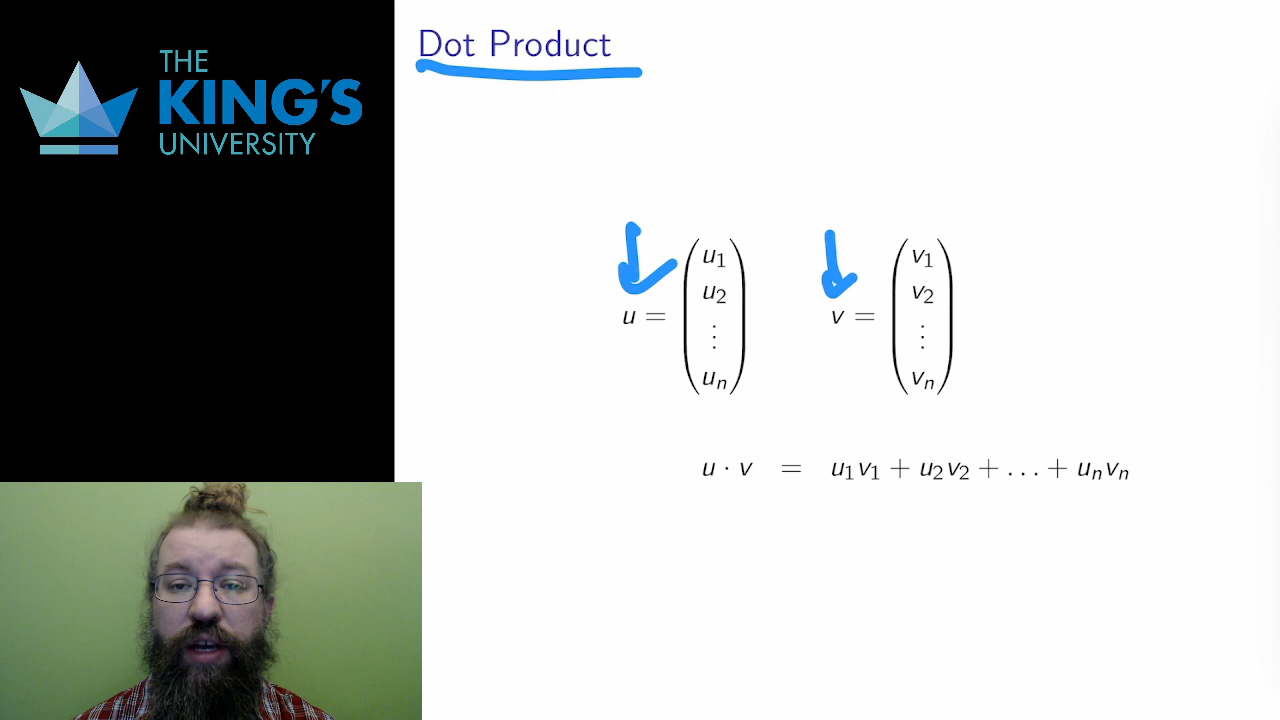 THE
KING'S
UNIVERSITY
Dot Product
u = (u₁ u₂ ⋮ uₙ) v = (v₁ v₂ ⋮ vₙ)
u · v = u₁v₁ + u₂v₂ + … + uₙvₙ